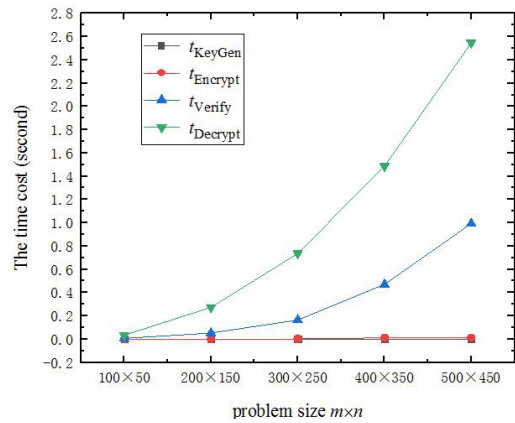 2.8
2.6
2.4
2.2
2.0
1.8
1.6
1.4
1.2
1.0
0.8
0.6
0.4
0.2
0.0
-0.2
The time cost (second)
tKeyGen
tEncrypt
tVerify
tDecrypt
100×50 200×150 300×250 400×350 500×450
problem size m×n